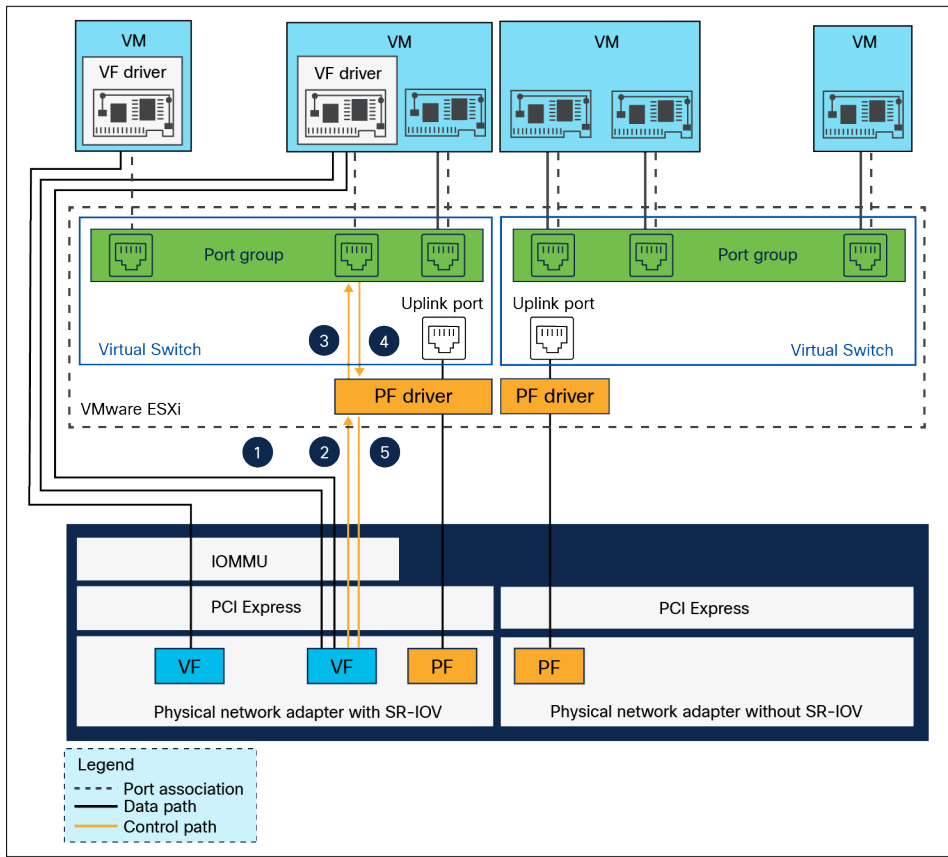 VM
VF driver
VM
VF driver
VM
VM
Port group
Port group
Uplink port
Uplink port
3
4
Virtual Switch
Virtual Switch
PF driver
PF driver
VMware ESXi
1
2
5
IOMMU
PCI Express
PCI Express
VF
VF
PF
PF
Physical network adapter with SR-IOV
Physical network adapter without SR-IOV
Legend
Port association
Data path
Control path